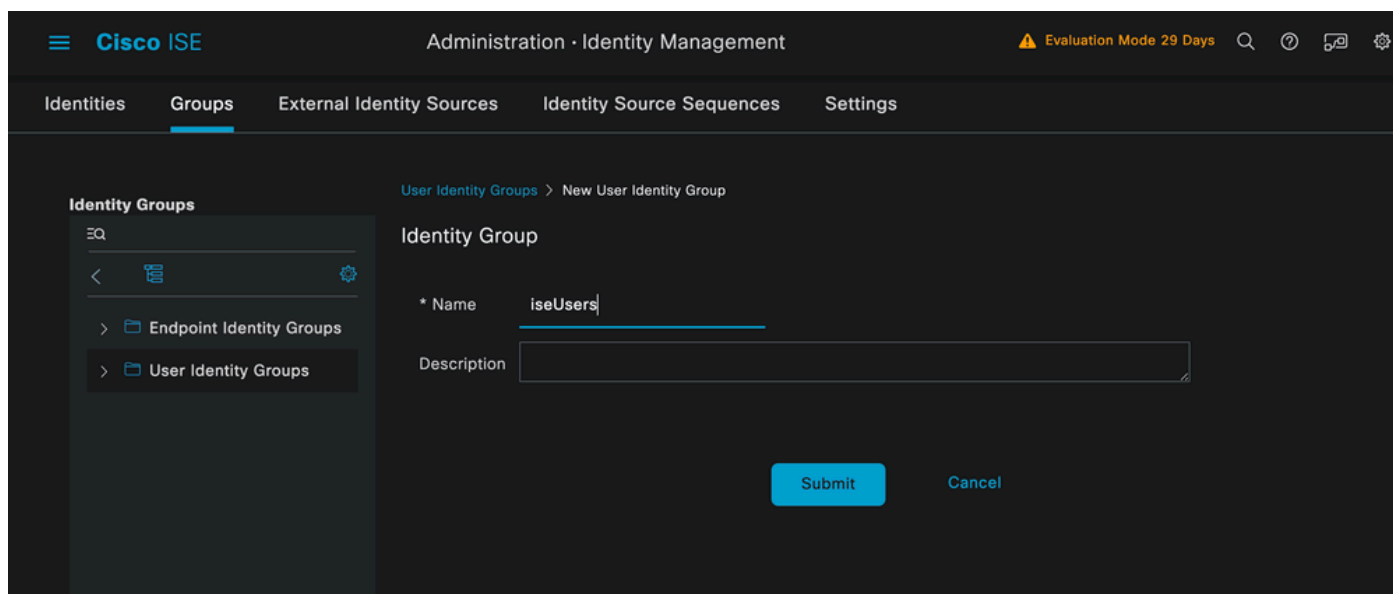 Cisco ISE
Administration · Identity Management
Evaluation Mode 29 Days
Identities Groups External Identity Sources Identity Source Sequences Settings
Identity Groups
Endpoint Identity Groups
User Identity Groups
User Identity Groups > New User Identity Group
Identity Group
* Name iseUsers
Description
Submit Cancel